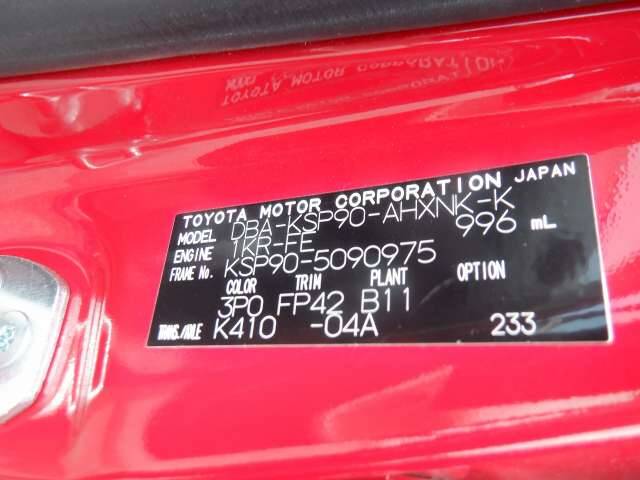 TOYOTA MOTOR CORPORATION JAPAN
MODEL DBA-KSP90-AHXNK-K
ENGINE 1KR-FE 996 mL
FRAME No. KSP90-5090975
COLOR TRIM PLANT OPTION
3P0 FP42 B11
TRANS./AXLE K410 -04A 233